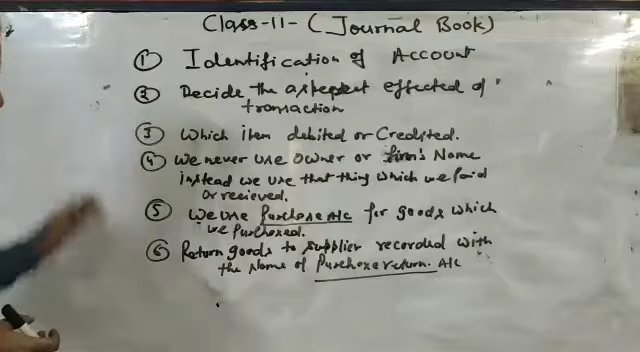 Class-11- (Journal Book)
① Identification of Account
② Decide the aspect effected of
transaction
③ Which item debited or Credited.
④ We never use owner or firm's Name
instead we use that thing which we paid
or recieved.
⑤ We use Purchase A/c for goods which
we purchased.
⑥ Return goods to supplier recorded with
the Name of Purchase return. A/c